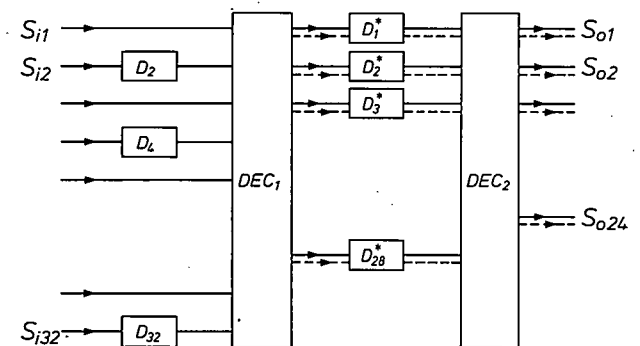 S_i1 D*_1 S_o1
S_i2 D_2 D*_2 S_o2
D*_3
D_4
DEC_1 DEC_2
S_o24
D*_28
S_i32 D_32